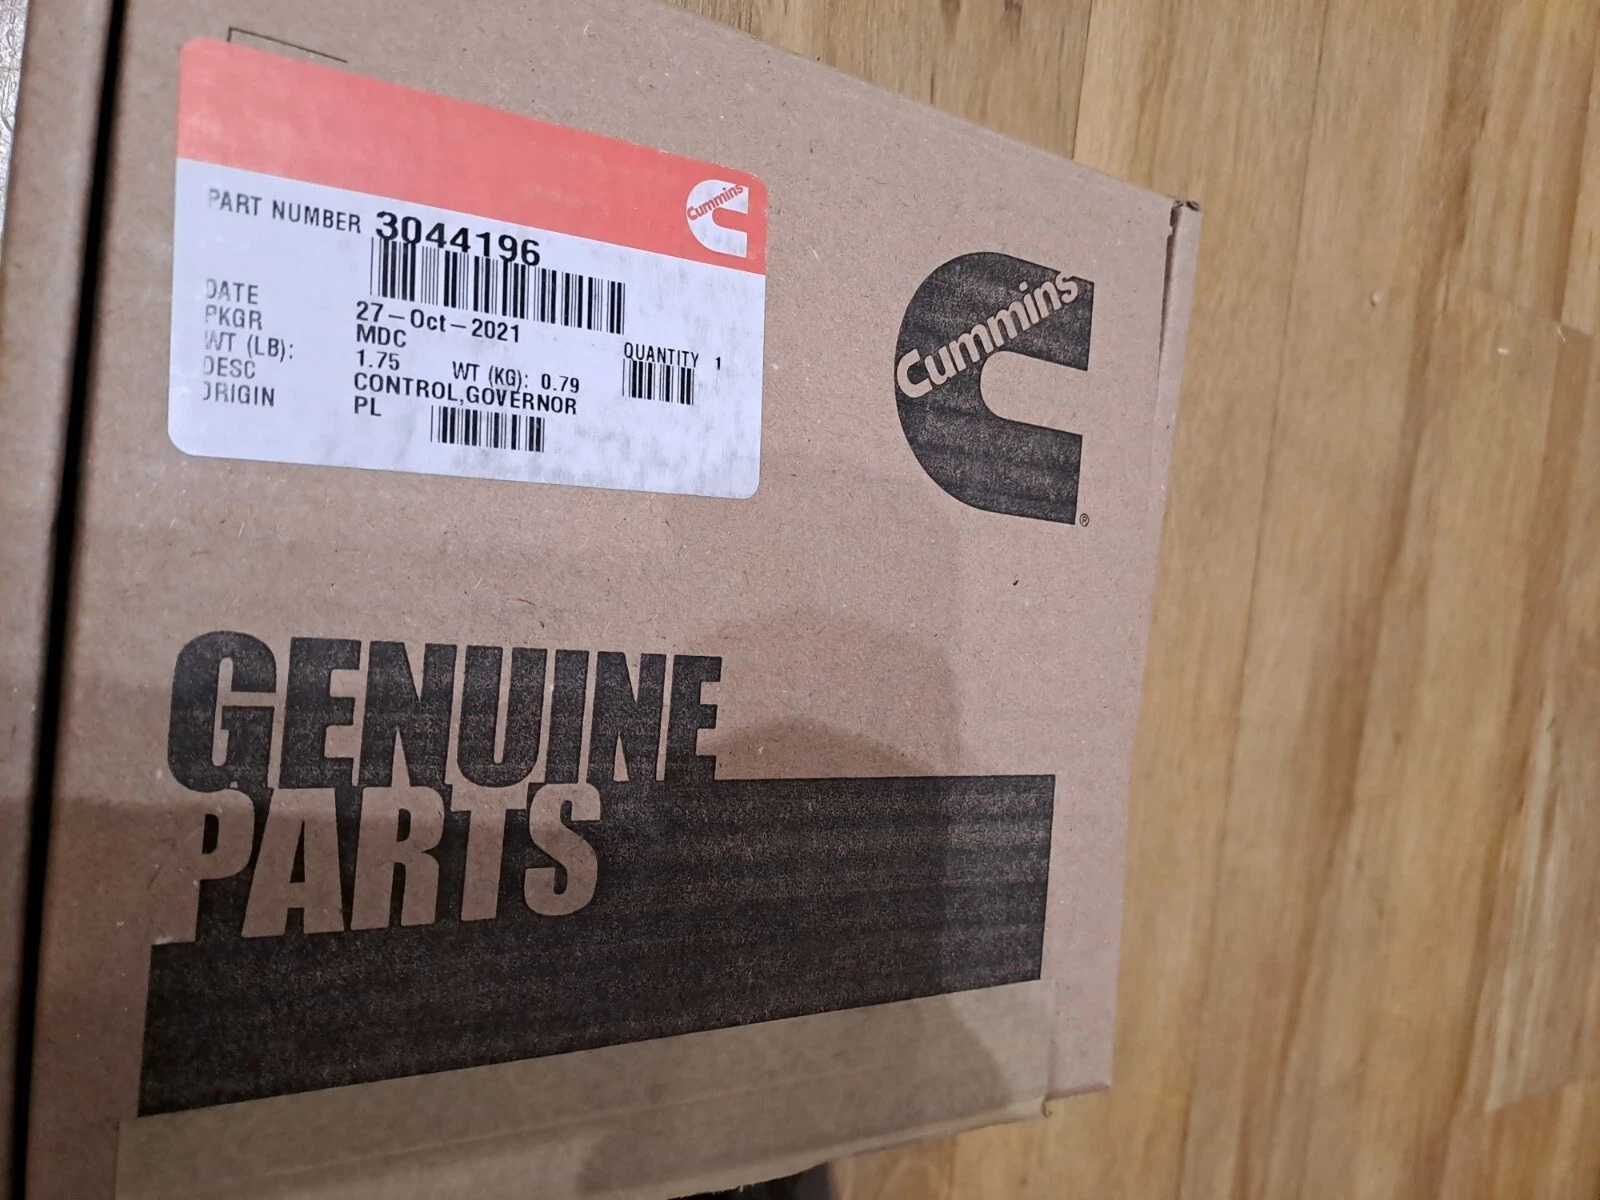 Cummins
PART NUMBER 3044196
DATE 27-Oct-2021
PKGR MDC
WT (LB): 1.75 WT (KG): 0.79
QUANTITY 1
DESC CONTROL,GOVERNOR
ORIGIN PL
Cummins
®
GENUINE
PARTS